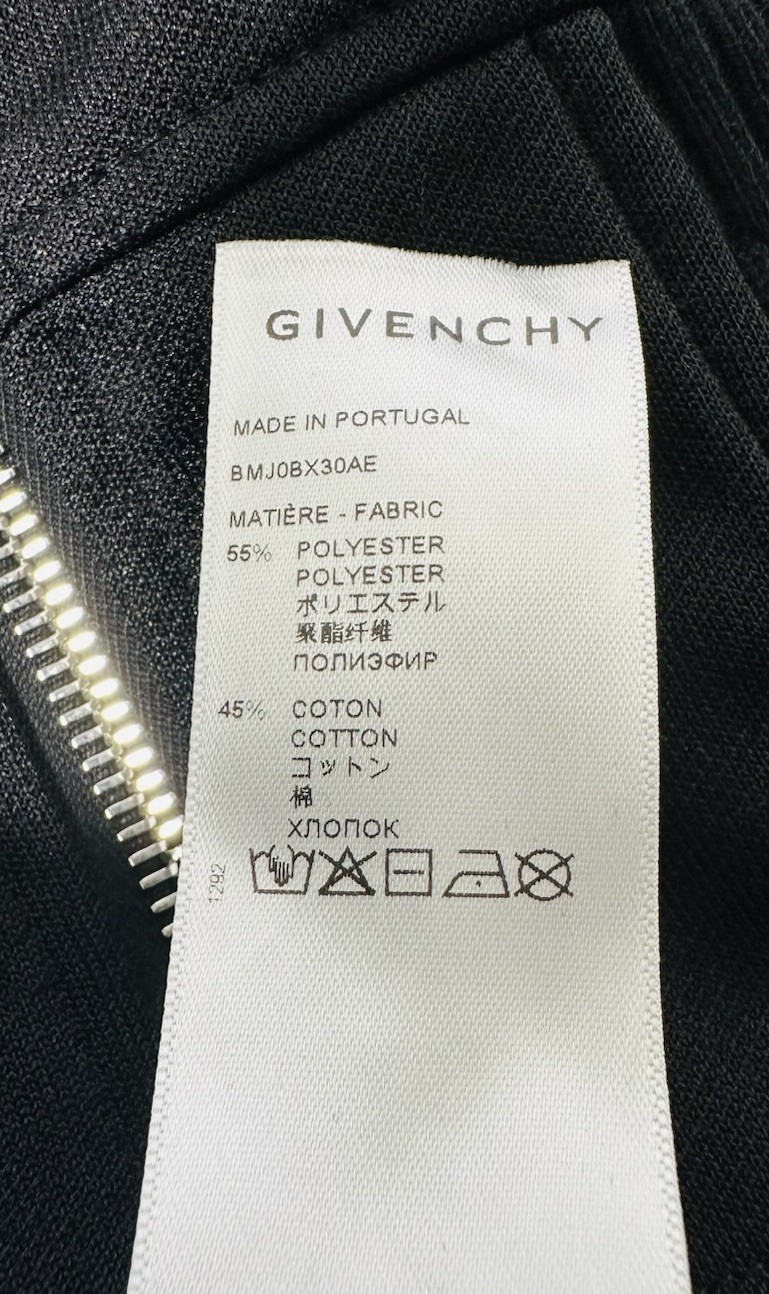 GIVENCHY
MADE IN PORTUGAL
BMJ0BX30AE
MATIÈRE - FABRIC
55% POLYESTER
POLYESTER
ポリエステル
聚酯纤维
ПОЛИЭФИР
45% COTON
COTTON
コットン
棉
ХЛОПОК
1292